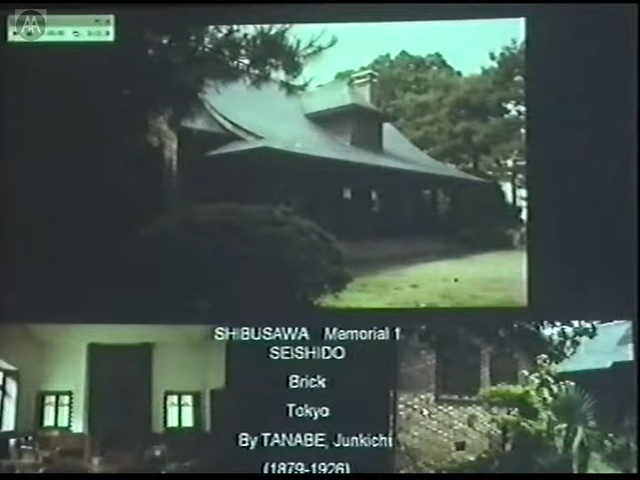 SHIBUSAWA Memorial 1
SEISHIDO
Brick
Tokyo
By TANABE, Junkichi
(1879-1926)